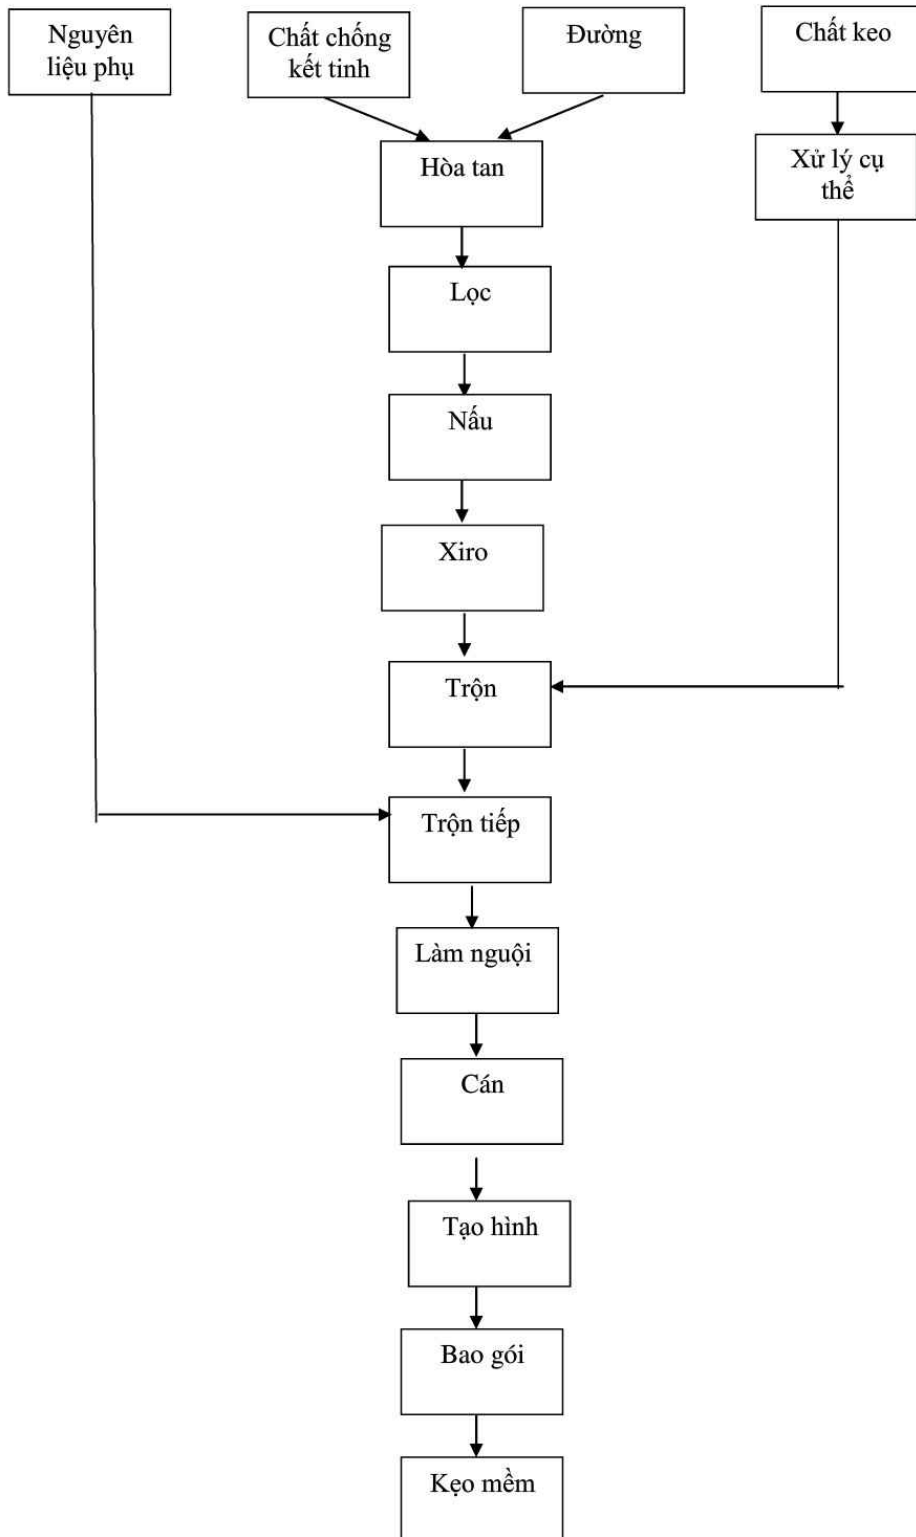 Nguyên
liệu phụ
Chất chống
kết tinh
Đường
Chất keo
Hòa tan
Xử lý cụ
thể
Lọc
Nấu
Xiro
Trộn
Trộn tiếp
Làm nguội
Cán
Tạo hình
Bao gói
Kẹo mềm